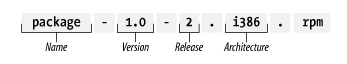 package - 1.0 - 2 . i386 . rpm
Name Version Release Architecture